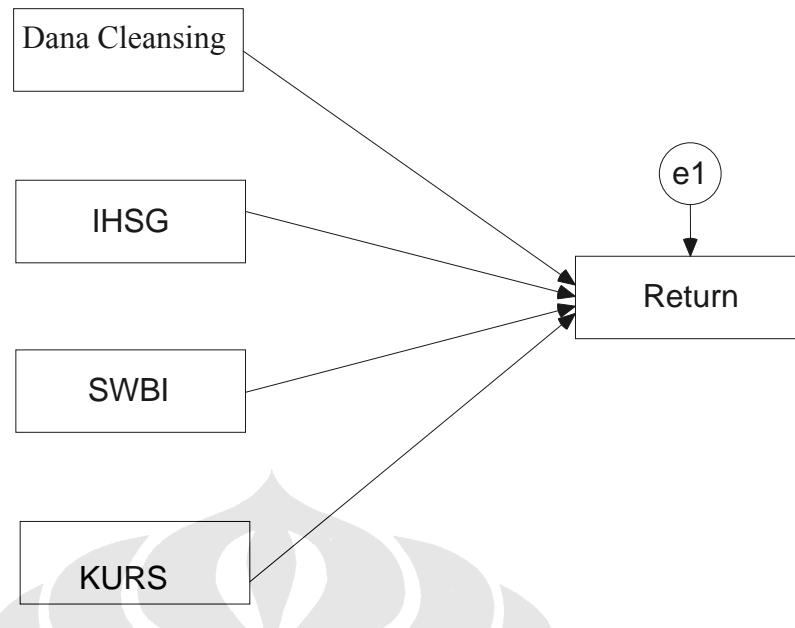 Dana Cleansing
IHSG
e1
Return
SWBI
KURS